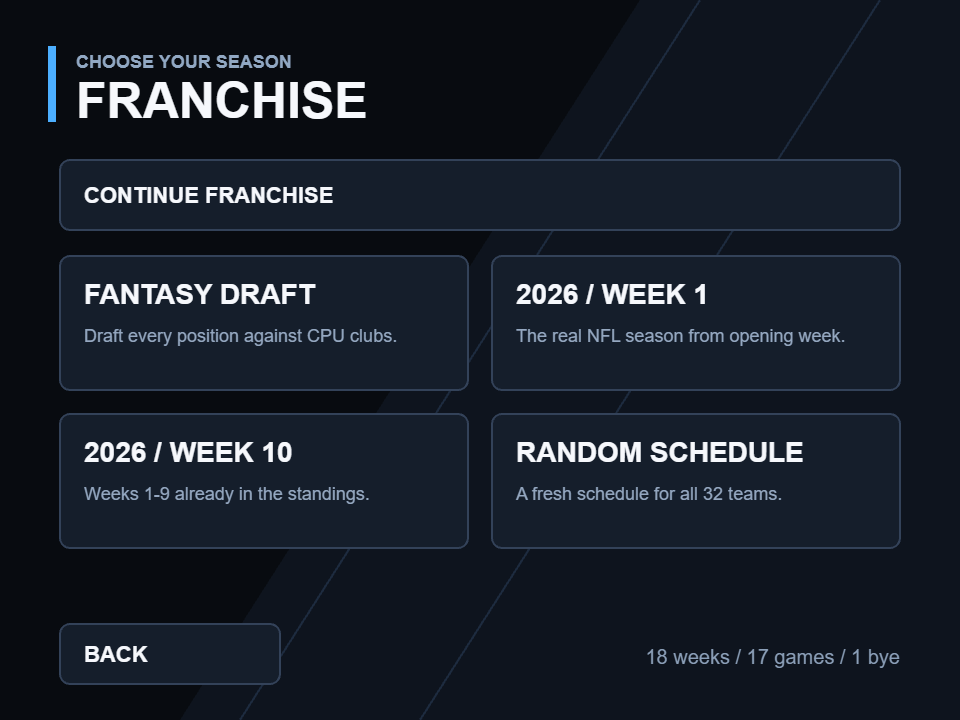 CHOOSE YOUR SEASON
FRANCHISE
CONTINUE FRANCHISE
FANTASY DRAFT
Draft every position against CPU clubs.
2026 / WEEK 1
The real NFL season from opening week.
2026 / WEEK 10
Weeks 1-9 already in the standings.
RANDOM SCHEDULE
A fresh schedule for all 32 teams.
BACK
18 weeks / 17 games / 1 bye